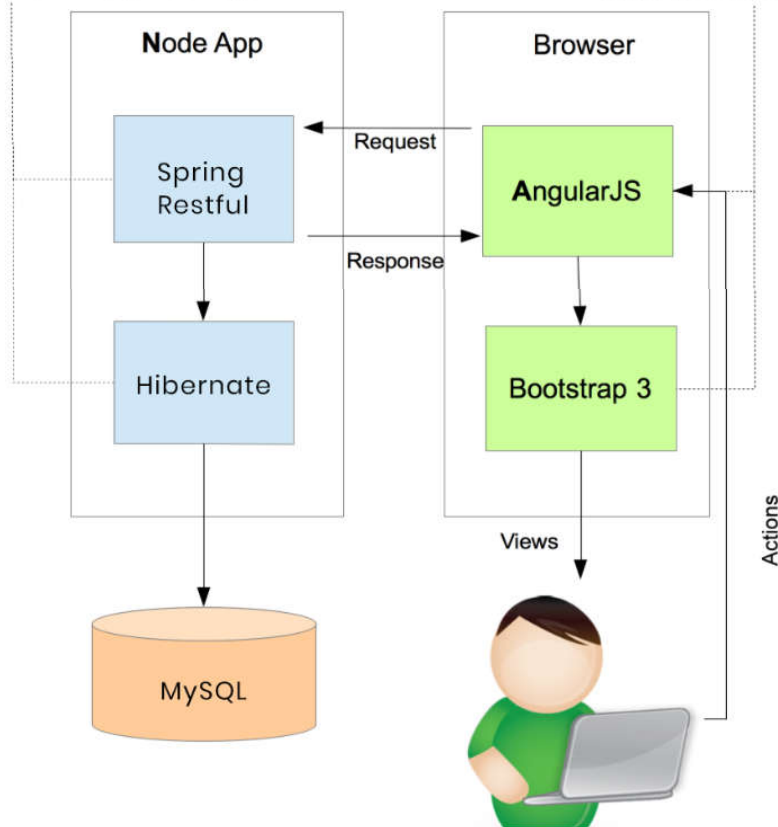 Node App
Browser
Request
Spring
Restful
AngularJS
Response
Hibernate
Bootstrap 3
Views
Actions
MySQL